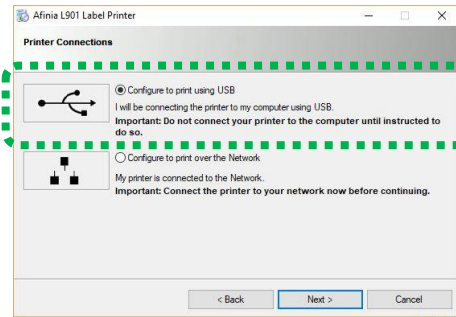 Afinia L901 Label Printer
Printer Connections
Configure to print using USB
I will be connecting the printer to my computer using USB.
Important: Do not connect your printer to the computer until instructed to
do so.
Configure to print over the Network
My printer is connected to the Network.
Important: Connect the printer to your network now before continuing.
< Back
Next >
Cancel